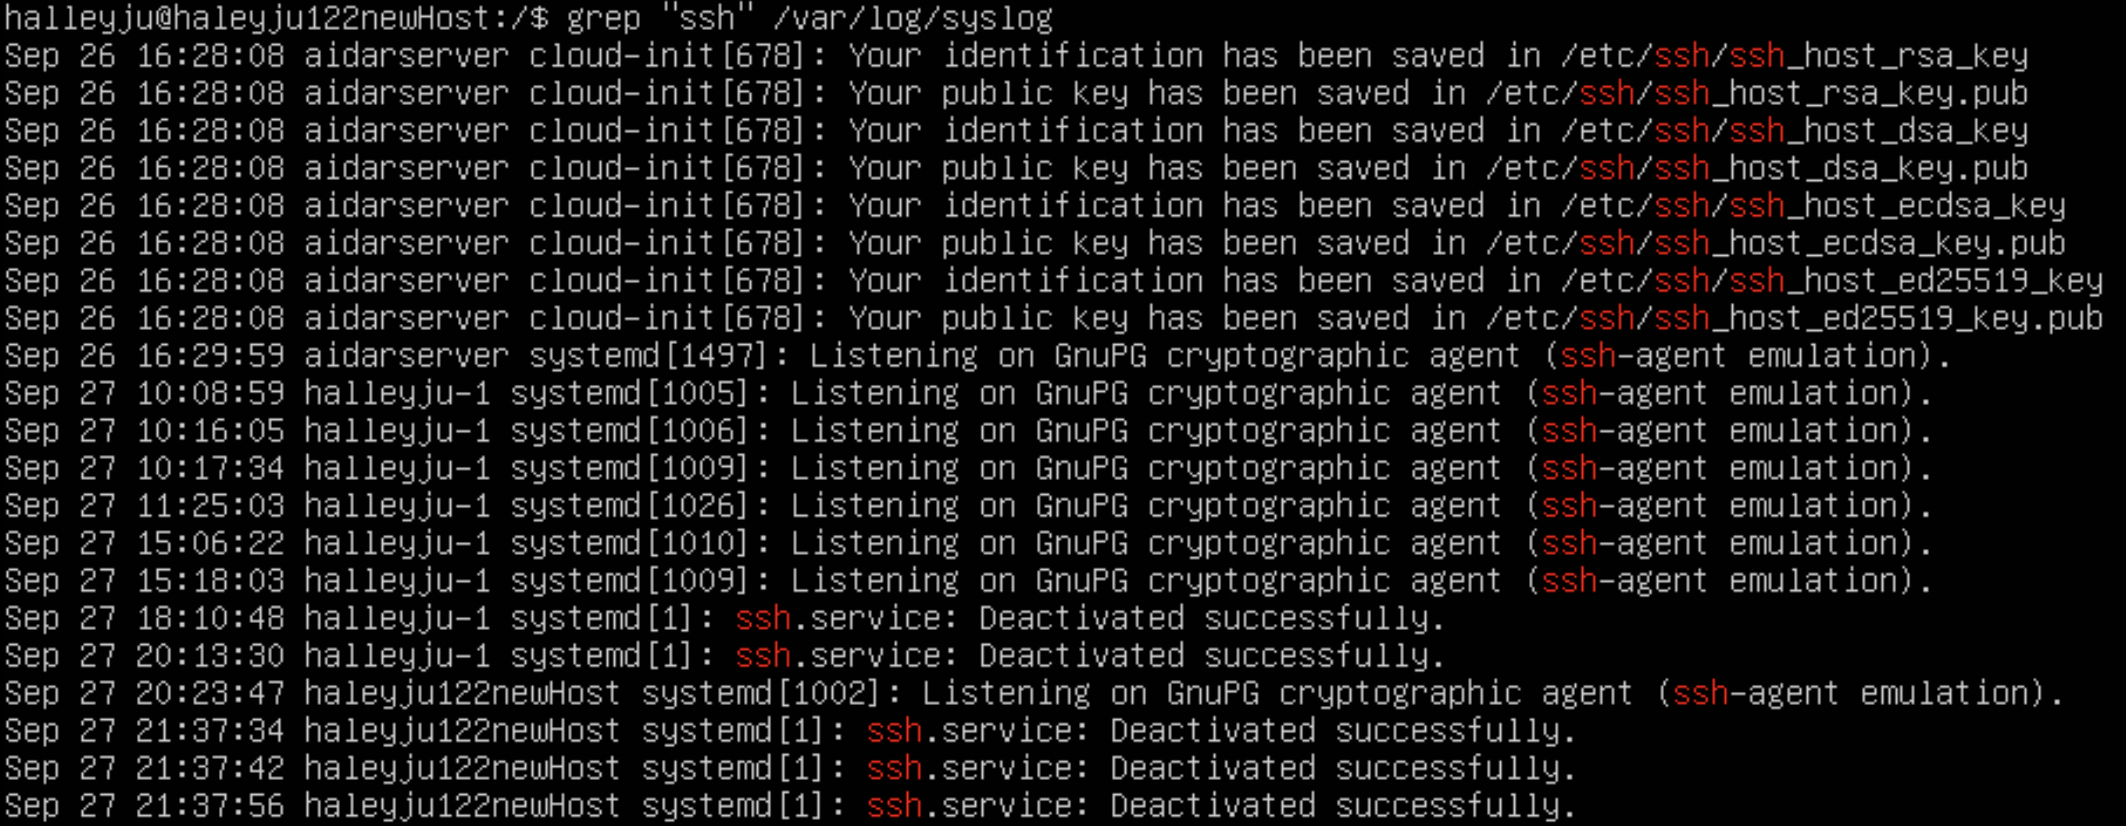 halleyju@haleyju122newHost:/$ grep "ssh" /var/log/syslog
Sep 26 16:28:08 aidarserver cloud-init[678]: Your identification has been saved in /etc/ssh/ssh_host_rsa_key
Sep 26 16:28:08 aidarserver cloud-init[678]: Your public key has been saved in /etc/ssh/ssh_host_rsa_key.pub
Sep 26 16:28:08 aidarserver cloud-init[678]: Your identification has been saved in /etc/ssh/ssh_host_dsa_key
Sep 26 16:28:08 aidarserver cloud-init[678]: Your public key has been saved in /etc/ssh/ssh_host_dsa_key.pub
Sep 26 16:28:08 aidarserver cloud-init[678]: Your identification has been saved in /etc/ssh/ssh_host_ecdsa_key
Sep 26 16:28:08 aidarserver cloud-init[678]: Your public key has been saved in /etc/ssh/ssh_host_ecdsa_key.pub
Sep 26 16:28:08 aidarserver cloud-init[678]: Your identification has been saved in /etc/ssh/ssh_host_ed25519_key
Sep 26 16:28:08 aidarserver cloud-init[678]: Your public key has been saved in /etc/ssh/ssh_host_ed25519_key.pub
Sep 26 16:29:59 aidarserver systemd[1497]: Listening on GnuPG cryptographic agent (ssh-agent emulation).
Sep 27 10:08:59 halleyju-1 systemd[1005]: Listening on GnuPG cryptographic agent (ssh-agent emulation).
Sep 27 10:16:05 halleyju-1 systemd[1006]: Listening on GnuPG cryptographic agent (ssh-agent emulation).
Sep 27 10:17:34 halleyju-1 systemd[1009]: Listening on GnuPG cryptographic agent (ssh-agent emulation).
Sep 27 11:25:03 halleyju-1 systemd[1026]: Listening on GnuPG cryptographic agent (ssh-agent emulation).
Sep 27 15:06:22 halleyju-1 systemd[1010]: Listening on GnuPG cryptographic agent (ssh-agent emulation).
Sep 27 15:18:03 halleyju-1 systemd[1009]: Listening on GnuPG cryptographic agent (ssh-agent emulation).
Sep 27 18:10:48 halleyju-1 systemd[1]: ssh.service: Deactivated successfully.
Sep 27 20:13:30 halleyju-1 systemd[1]: ssh.service: Deactivated successfully.
Sep 27 20:23:47 haleyju122newHost systemd[1002]: Listening on GnuPG cryptographic agent (ssh-agent emulation).
Sep 27 21:37:34 haleyju122newHost systemd[1]: ssh.service: Deactivated successfully.
Sep 27 21:37:42 haleyju122newHost systemd[1]: ssh.service: Deactivated successfully.
Sep 27 21:37:56 haleyju122newHost systemd[1]: ssh.service: Deactivated successfully.